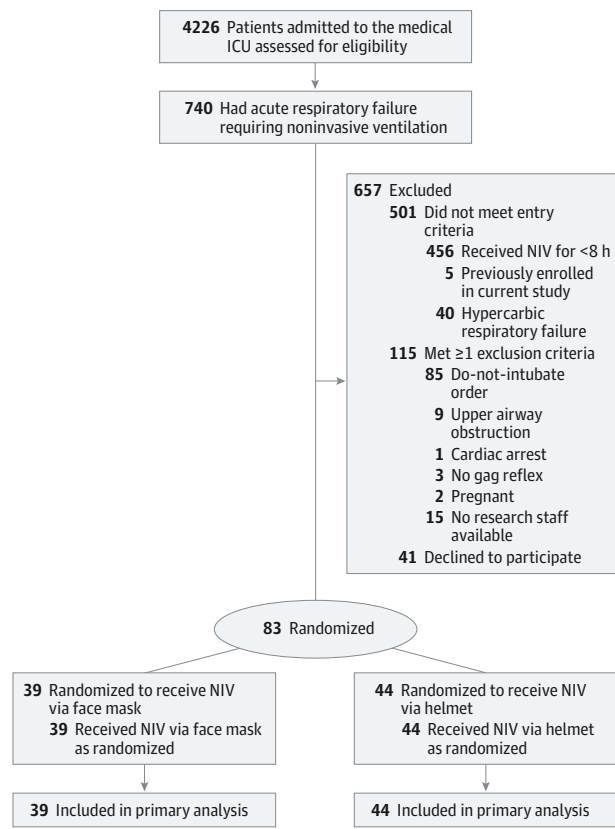 4226 Patients admitted to the medical
ICU assessed for eligibility
740 Had acute respiratory failure
requiring noninvasive ventilation
657 Excluded
501 Did not meet entry
criteria
456 Received NIV for <8 h
5 Previously enrolled
in current study
40 Hypercarbic
respiratory failure
115 Met ≥1 exclusion criteria
85 Do-not-intubate
order
9 Upper airway
obstruction
1 Cardiac arrest
3 No gag reflex
2 Pregnant
15 No research staff
available
41 Declined to participate
83 Randomized
39 Randomized to receive NIV
via face mask
39 Received NIV via face mask
as randomized
44 Randomized to receive NIV
via helmet
44 Received NIV via helmet
as randomized
39 Included in primary analysis
44 Included in primary analysis